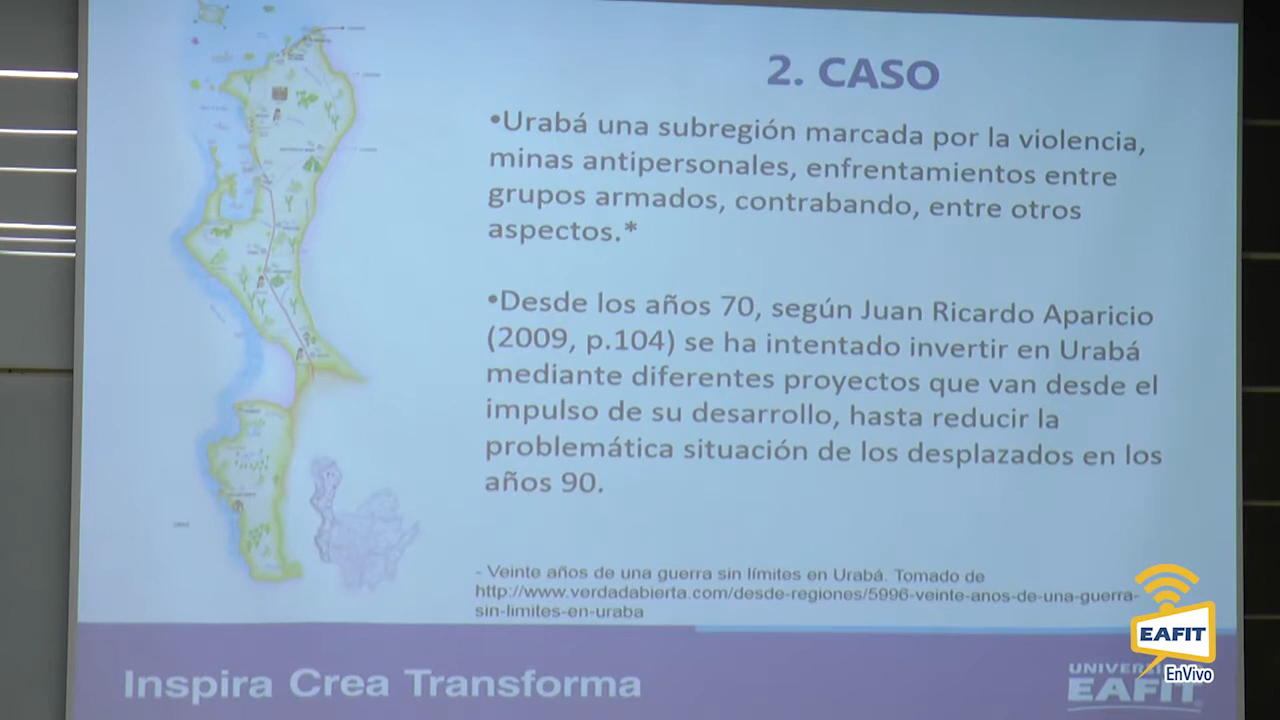 2. CASO
•Urabá una subregión marcada por la violencia,
minas antipersonales, enfrentamientos entre
grupos armados, contrabando, entre otros
aspectos.*
•Desde los años 70, según Juan Ricardo Aparicio
(2009, p.104) se ha intentado invertir en Urabá
mediante diferentes proyectos que van desde el
impulso de su desarrollo, hasta reducir la
problemática situación de los desplazados en los
años 90.
- Veinte años de una guerra sin límites en Urabá. Tomado de
http://www.verdadabierta.com/desde-regiones/5996-veinte-anos-de-una-guerra-
sin-limites-en-uraba
Inspira Crea Transforma
EAFIT
EAFIT
EnVivo